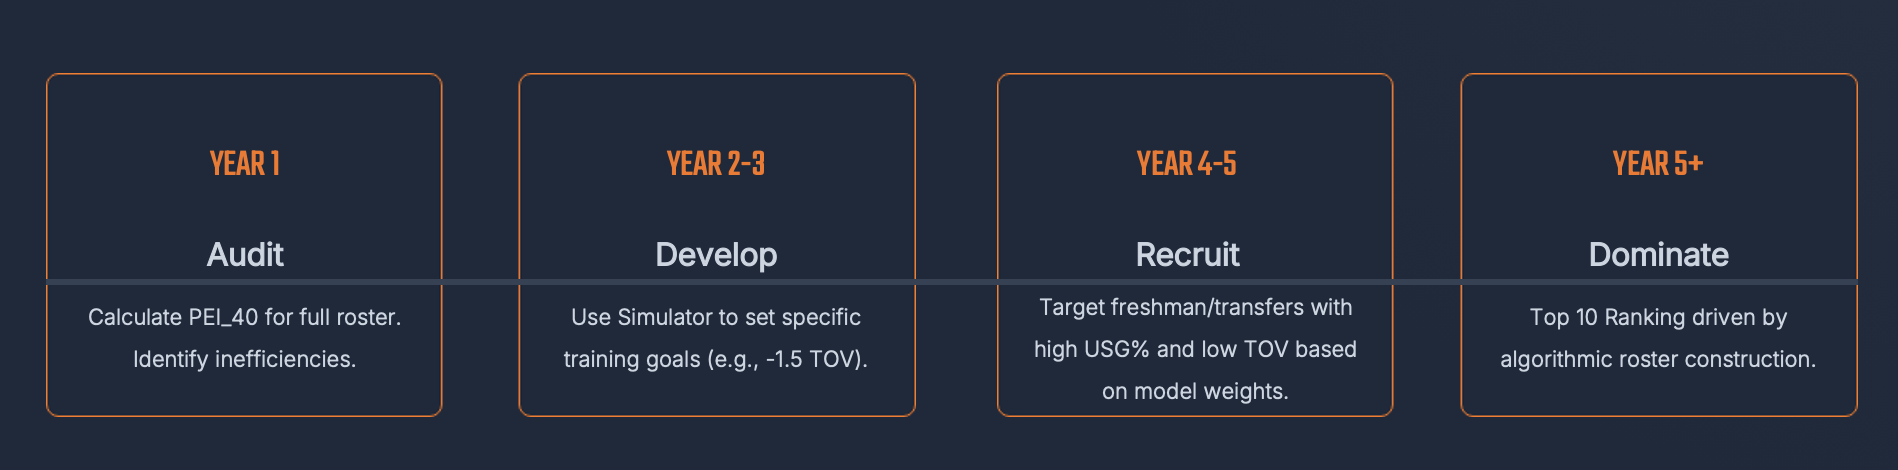 YEAR 1
Audit
Calculate PEI_40 for full roster.
Identify inefficiencies.
YEAR 2-3
Develop
Use Simulator to set specific
training goals (e.g., -1.5 TOV).
YEAR 4-5
Recruit
Target freshman/transfers with
high USG% and low TOV based
on model weights.
YEAR 5+
Dominate
Top 10 Ranking driven by
algorithmic roster construction.